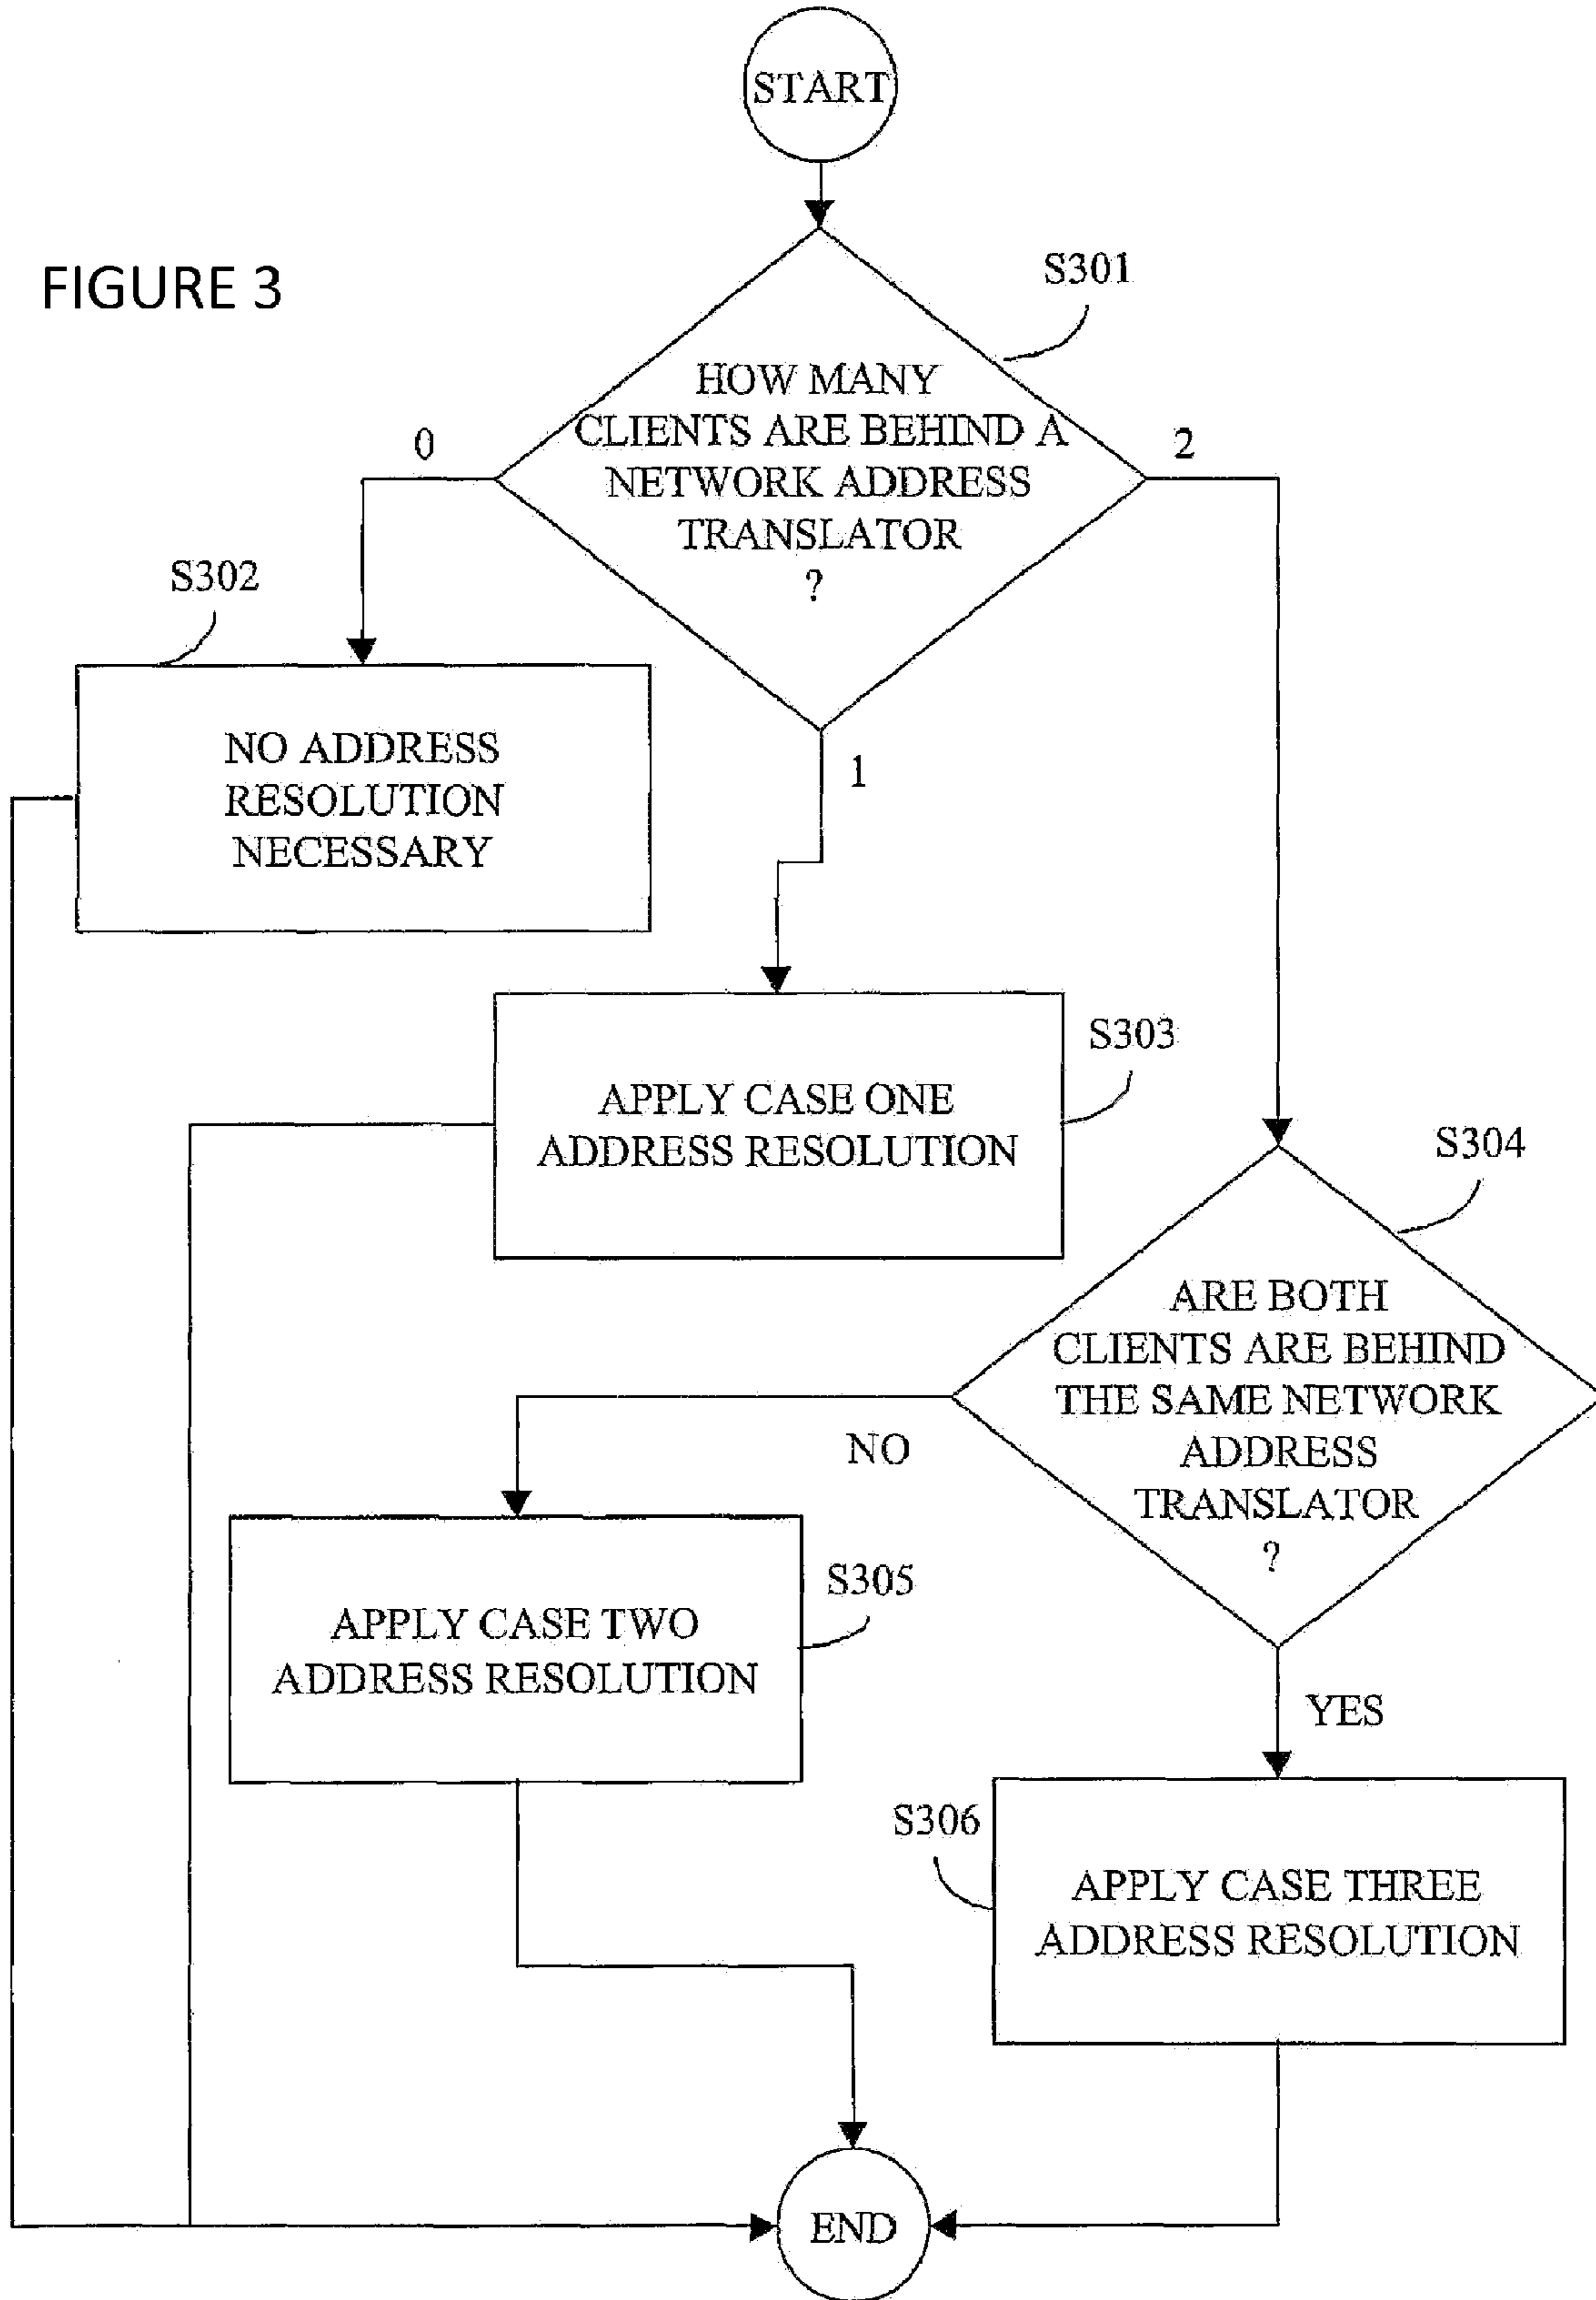 START
FIGURE 3
S301
HOW MANY
CLIENTS ARE BEHIND A
NETWORK ADDRESS
TRANSLATOR
?
0
2
1
S302
NO ADDRESS
RESOLUTION
NECESSARY
S303
APPLY CASE ONE
ADDRESS RESOLUTION
S304
ARE BOTH
CLIENTS ARE BEHIND
THE SAME NETWORK
ADDRESS
TRANSLATOR
?
NO
YES
S305
APPLY CASE TWO
ADDRESS RESOLUTION
S306
APPLY CASE THREE
ADDRESS RESOLUTION
END